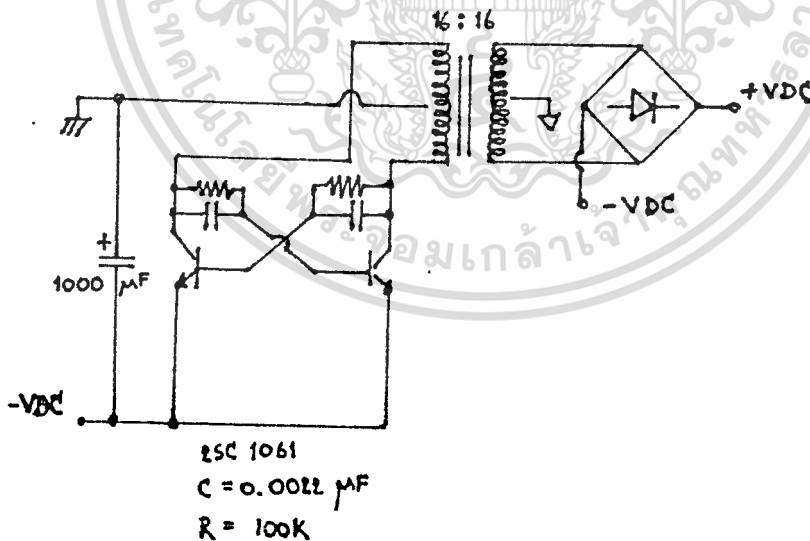 16 : 16
+VDC
-VDC
+
1000 μF
-VDC
2SC 1061
C = 0.0022 μF
R = 100K